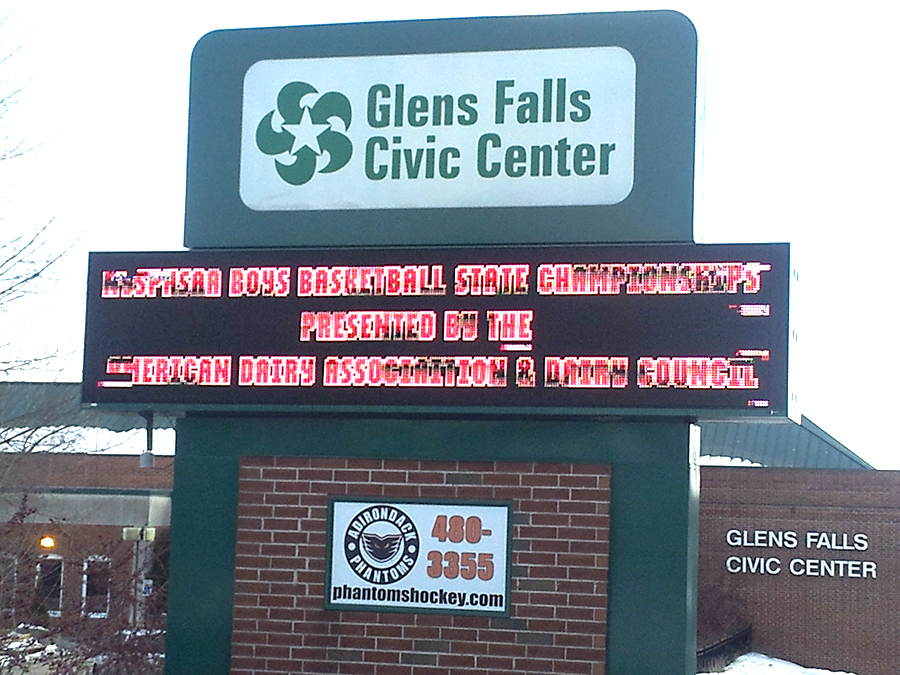 Glens Falls
Civic Center
BOYS BASKETBALL STATE CHAMPIONSHIPS
PRESENTED BY THE
AMERICAN DAIRY ASSOCIATION & DAIRY COUNCIL
ADIRONDACK
PHANTOMS
480-
3355
phantomshockey.com
GLENS FALLS
CIVIC CENTER